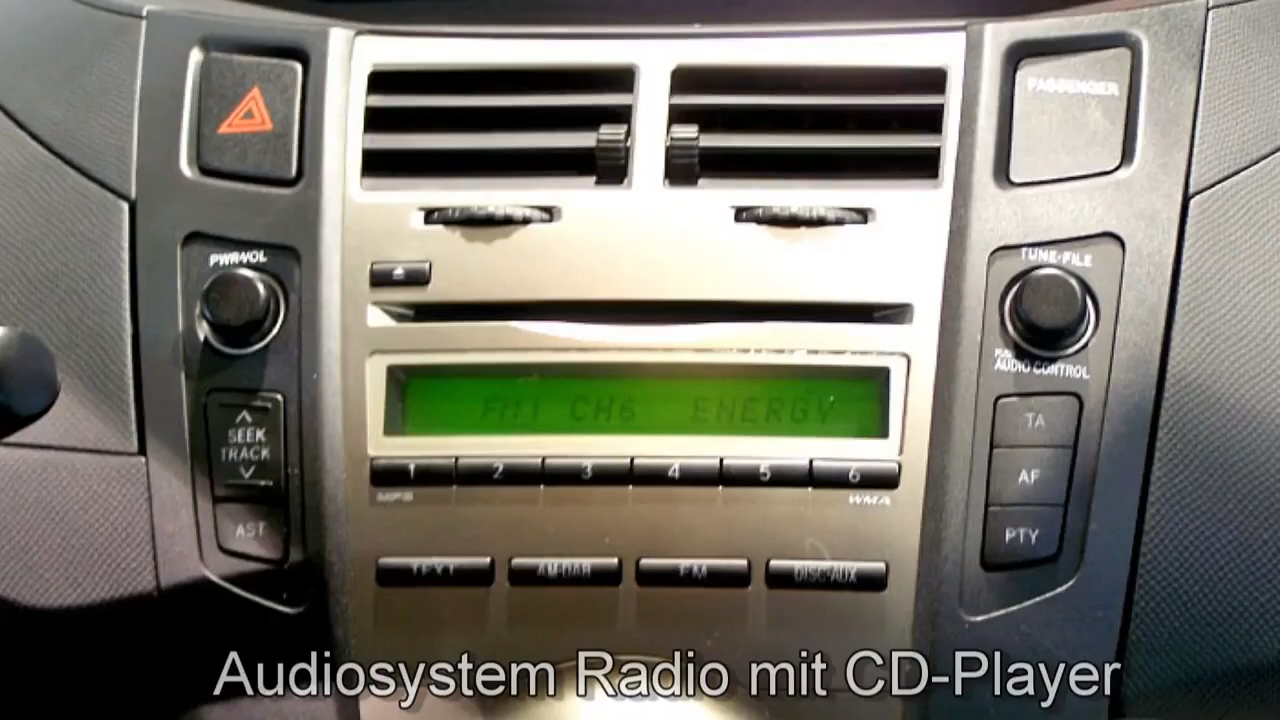 PASSENGER
PWR·VOL
TUNE·FILE
AUDIO CONTROL
FM1 CH6 ENERGY
SEEK
TRACK
AST
1 2 3 4 5 6
MP3 WMA
TA
AF
PTY
TEXT AM·DAB FM DISC·AUX
Audiosystem Radio mit CD-Player